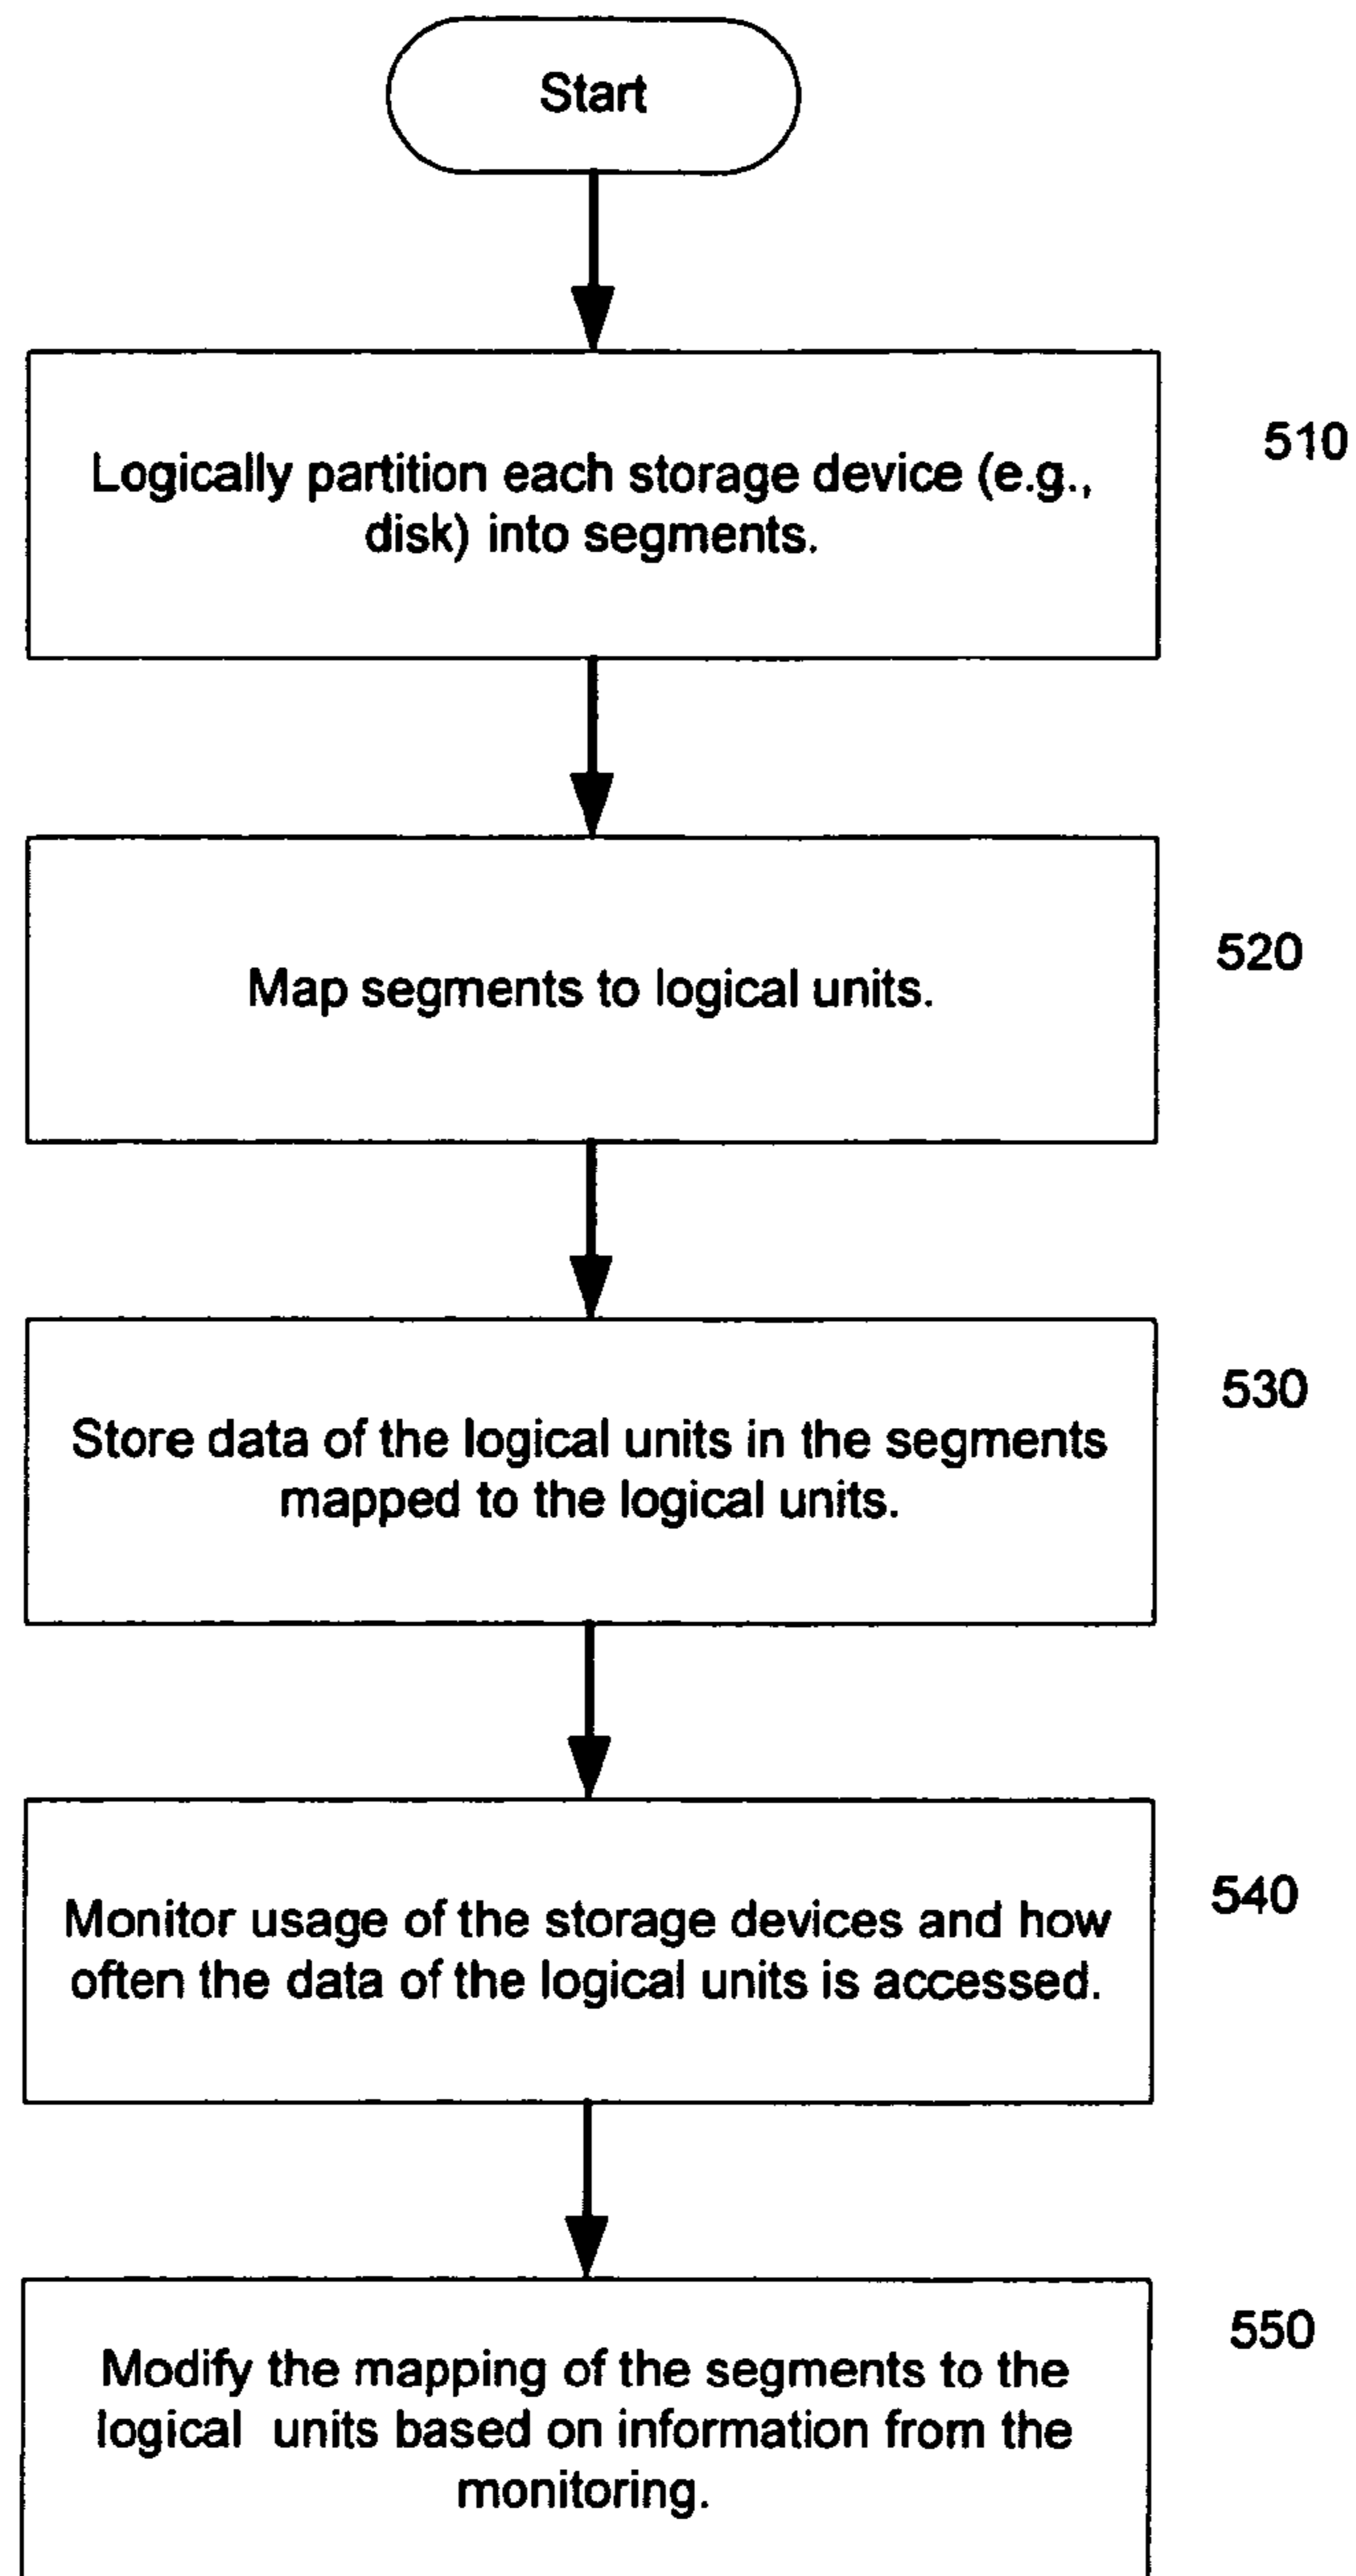 Start
Logically partition each storage device (e.g.,
disk) into segments.
510
Map segments to logical units.
520
Store data of the logical units in the segments
mapped to the logical units.
530
Monitor usage of the storage devices and how
often the data of the logical units is accessed.
540
Modify the mapping of the segments to the
logical units based on information from the
monitoring.
550